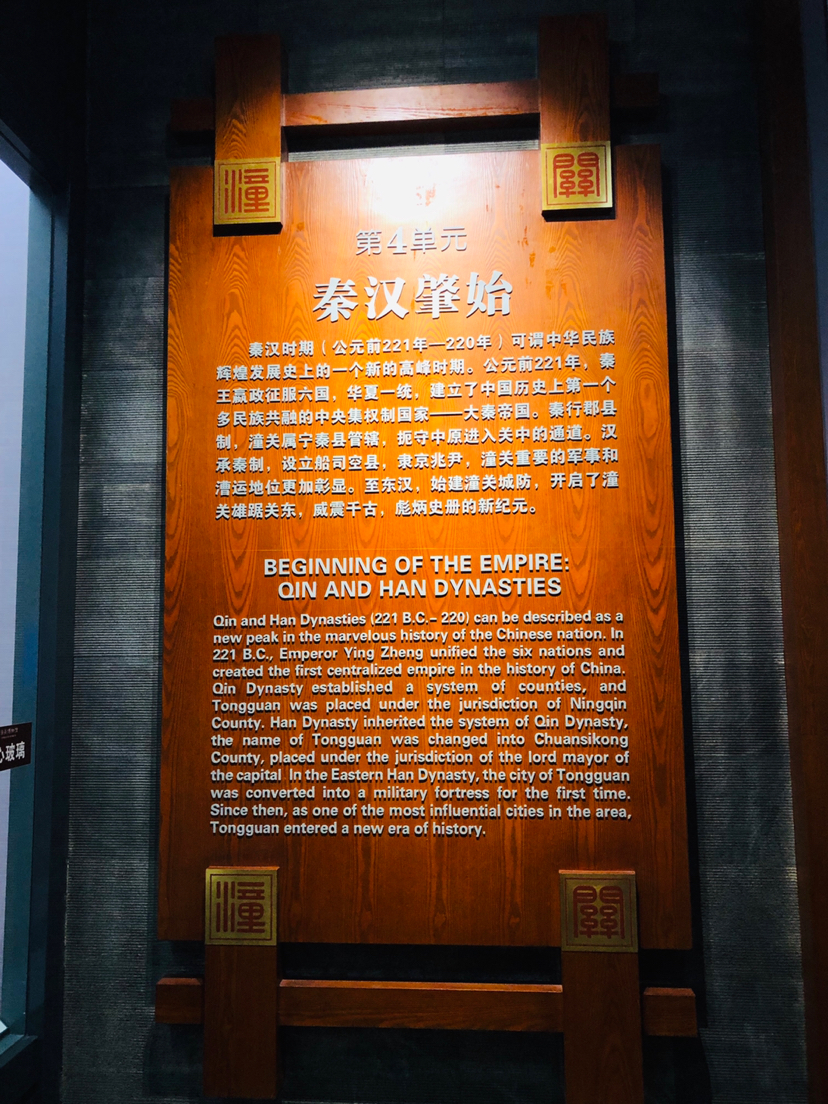 潼
關
第4单元
秦汉肇始
秦汉时期（公元前221年—220年）可谓中华民族
辉煌发展史上的一个新的高峰时期。公元前221年，秦
王嬴政征服六国，华夏一统，建立了中国历史上第一个
多民族共融的中央集权制国家——大秦帝国。秦行郡县
制，潼关属宁秦县管辖，扼守中原进入关中的通道。汉
承秦制，设立船司空县，隶京兆尹，潼关重要的军事和
漕运地位更加彰显。至东汉，始建潼关城防，开启了潼
关雄踞关东，威震千古，彪炳史册的新纪元。
BEGINNING OF THE EMPIRE:
QIN AND HAN DYNASTIES
Qin and Han Dynasties (221 B.C.– 220) can be described as a
new peak in the marvelous history of the Chinese nation. In
221 B.C., Emperor Ying Zheng unified the six nations and
created the first centralized empire in the history of China.
Qin Dynasty established a system of counties, and
Tongguan was placed under the jurisdiction of Ningqin
County. Han Dynasty inherited the system of Qin Dynasty,
the name of Tongguan was changed into Chuansikong
County, placed under the jurisdiction of the lord mayor of
the capital In the Eastern Han Dynasty, the city of Tongguan
was converted into a military fortress for the first time.
Since then, as one of the most influential cities in the area,
Tongguan entered a new era of history.
心玻璃
潼
關